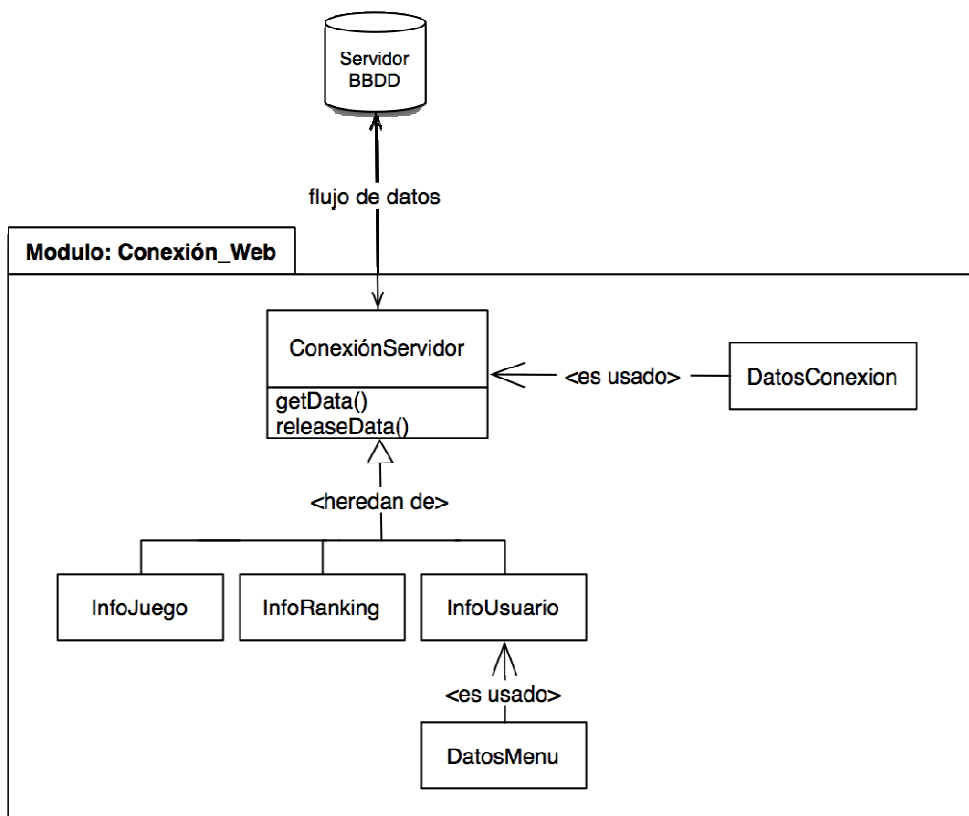 Servidor
BBDD
flujo de datos
Modulo: Conexión_Web
ConexiónServidor
getData()
releaseData()
<es usado>
DatosConexion
<heredan de>
InfoJuego
InfoRanking
InfoUsuario
<es usado>
DatosMenu